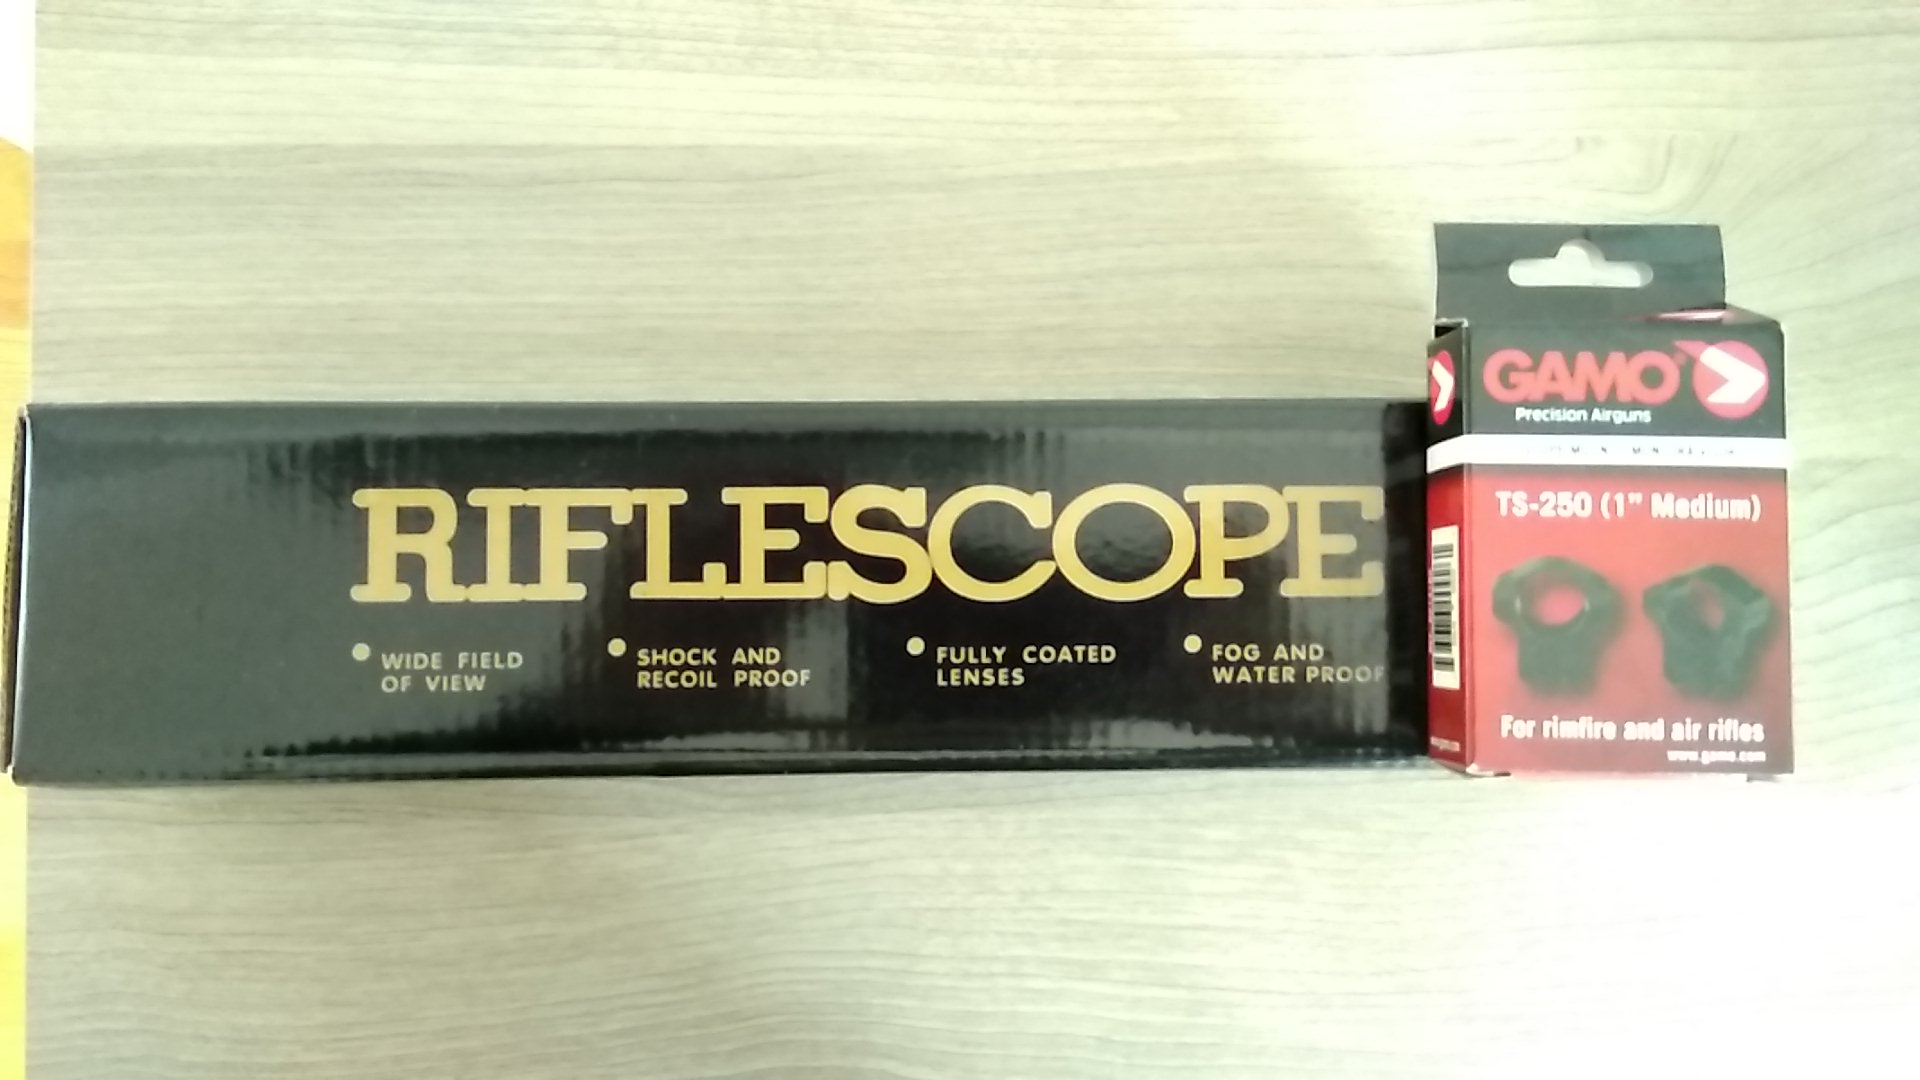 RIFLESCOPE
WIDE FIELD
OF VIEW
SHOCK AND
RECOIL PROOF
FULLY COATED
LENSES
FOG AND
WATER PROOF
GAMO
Precision Airguns
TS-250 (1" Medium)
For rimfire and air rifles
www.gamo.com